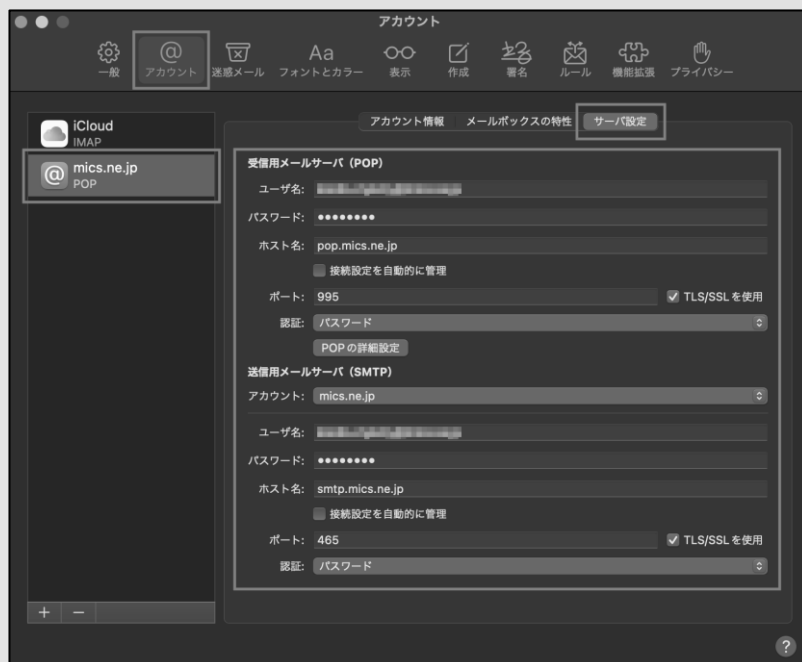 アカウント
一般
アカウント
迷惑メール
Aa
フォントとカラー
表示
作成
署名
ルール
機能拡張
プライバシー
iCloud
IMAP
@ mics.ne.jp
POP
アカウント情報 メールボックスの特性 サーバ設定
受信用メールサーバ（POP）
ユーザ名:
パスワード: ●●●●●●●●
ホスト名: pop.mics.ne.jp
接続設定を自動的に管理
ポート: 995 TLS/SSLを使用
認証: パスワード
POPの詳細設定
送信用メールサーバ（SMTP）
アカウント: mics.ne.jp
ユーザ名:
パスワード: ●●●●●●●●
ホスト名: smtp.mics.ne.jp
接続設定を自動的に管理
ポート: 465 TLS/SSLを使用
認証: パスワード
+ −
?